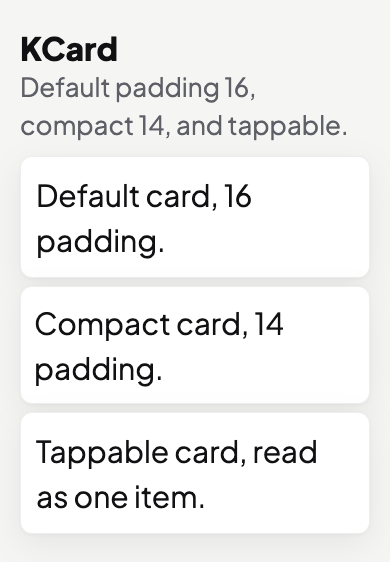 KCard
Default padding 16,
compact 14, and tappable.
Default card, 16
padding.
Compact card, 14
padding.
Tappable card, read
as one item.